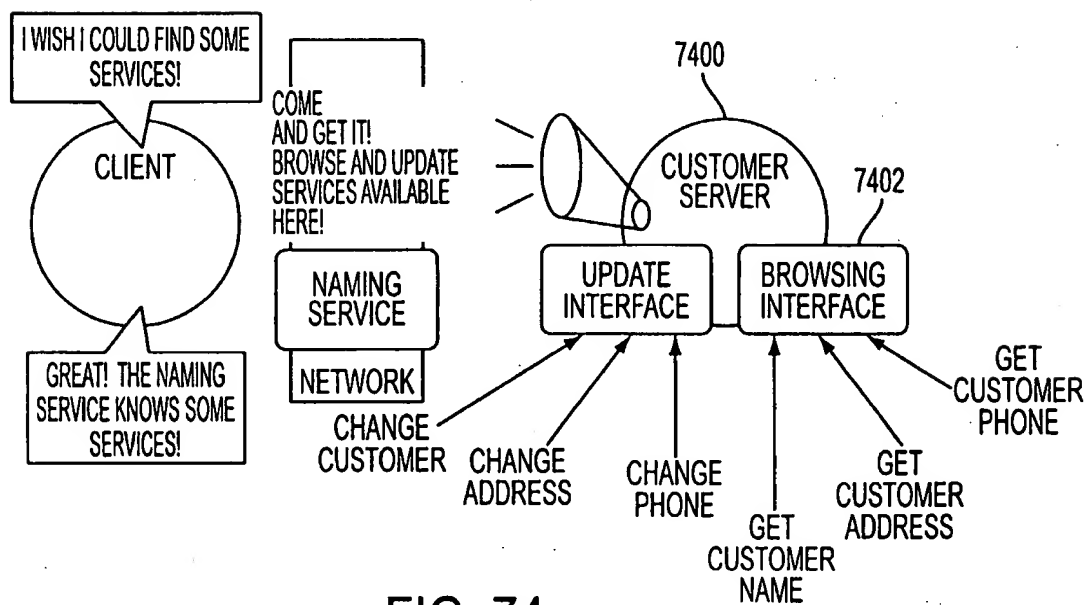 I WISH I COULD FIND SOME
SERVICES!
CLIENT
GREAT! THE NAMING
SERVICE KNOWS SOME
SERVICES!
COME
AND GET IT!
BROWSE AND UPDATE
SERVICES AVAILABLE
HERE!
NAMING
SERVICE
NETWORK
7400
CUSTOMER
SERVER
7402
UPDATE
INTERFACE
BROWSING
INTERFACE
CHANGE
CUSTOMER
CHANGE
ADDRESS
CHANGE
PHONE
GET
CUSTOMER
NAME
GET
CUSTOMER
ADDRESS
GET
CUSTOMER
PHONE
FIG. 74